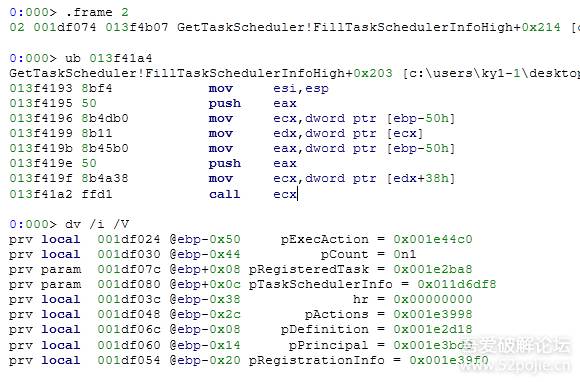 0:000> .frame 2
02 001df074 013f4b07 GetTaskScheduler!FillTaskSchedulerInfoHigh+0x214 [c
0:000> ub 013f41a4
GetTaskScheduler!FillTaskSchedulerInfoHigh+0x203 [c:\users\ky1-1\desktop
013f4193 8bf4 mov esi,esp
013f4195 50 push eax
013f4196 8b4db0 mov ecx,dword ptr [ebp-50h]
013f4199 8b11 mov edx,dword ptr [ecx]
013f419b 8b45b0 mov eax,dword ptr [ebp-50h]
013f419e 50 push eax
013f419f 8b4a38 mov ecx,dword ptr [edx+38h]
013f41a2 ffd1 call ecx
0:000> dv /i /V
prv local 001df024 @ebp-0x50 pExecAction = 0x001e44c0
prv local 001df030 @ebp-0x44 pCount = 0n1
prv param 001df07c @ebp+0x08 pRegisteredTask = 0x001e2ba8
prv param 001df080 @ebp+0x0c pTaskSchedulerInfo = 0x011d6df8
prv local 001df03c @ebp-0x38 hr = 0x00000000
prv local 001df048 @ebp-0x2c pActions = 0x001e3998
prv local 001df06c @ebp-0x08 pDefinition = 0x001e2d18
prv local 001df060 @ebp-0x14 pPrincipal =
prv local 001df054 @ebp-0x20 pRegistrationInfo = 0x001e39f0
吾爱破解论坛
www.52pojie.cn